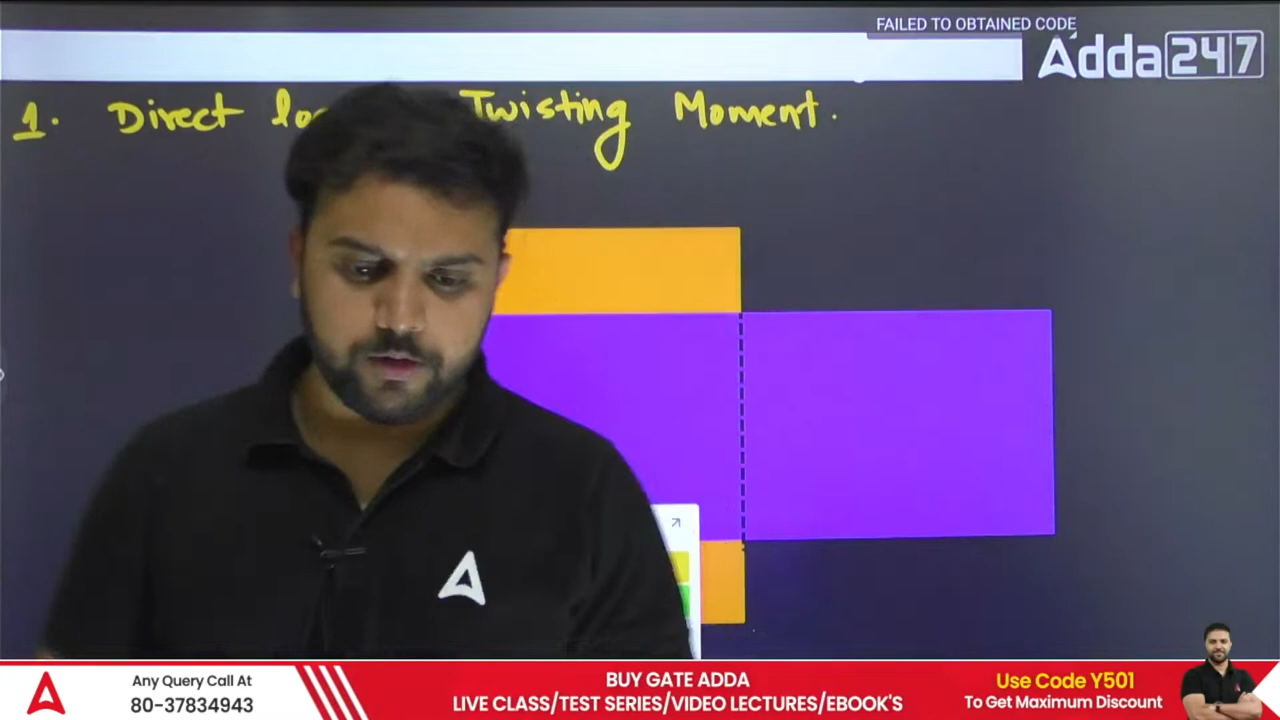 FAILED TO OBTAINED CODE
Adda247
1. Direct Twisting Moment.
Any Query Call At
80-37834943
BUY GATE ADDA
LIVE CLASS/TEST SERIES/VIDEO LECTURES/EBOOK'S
Use Code Y501
To Get Maximum Discount